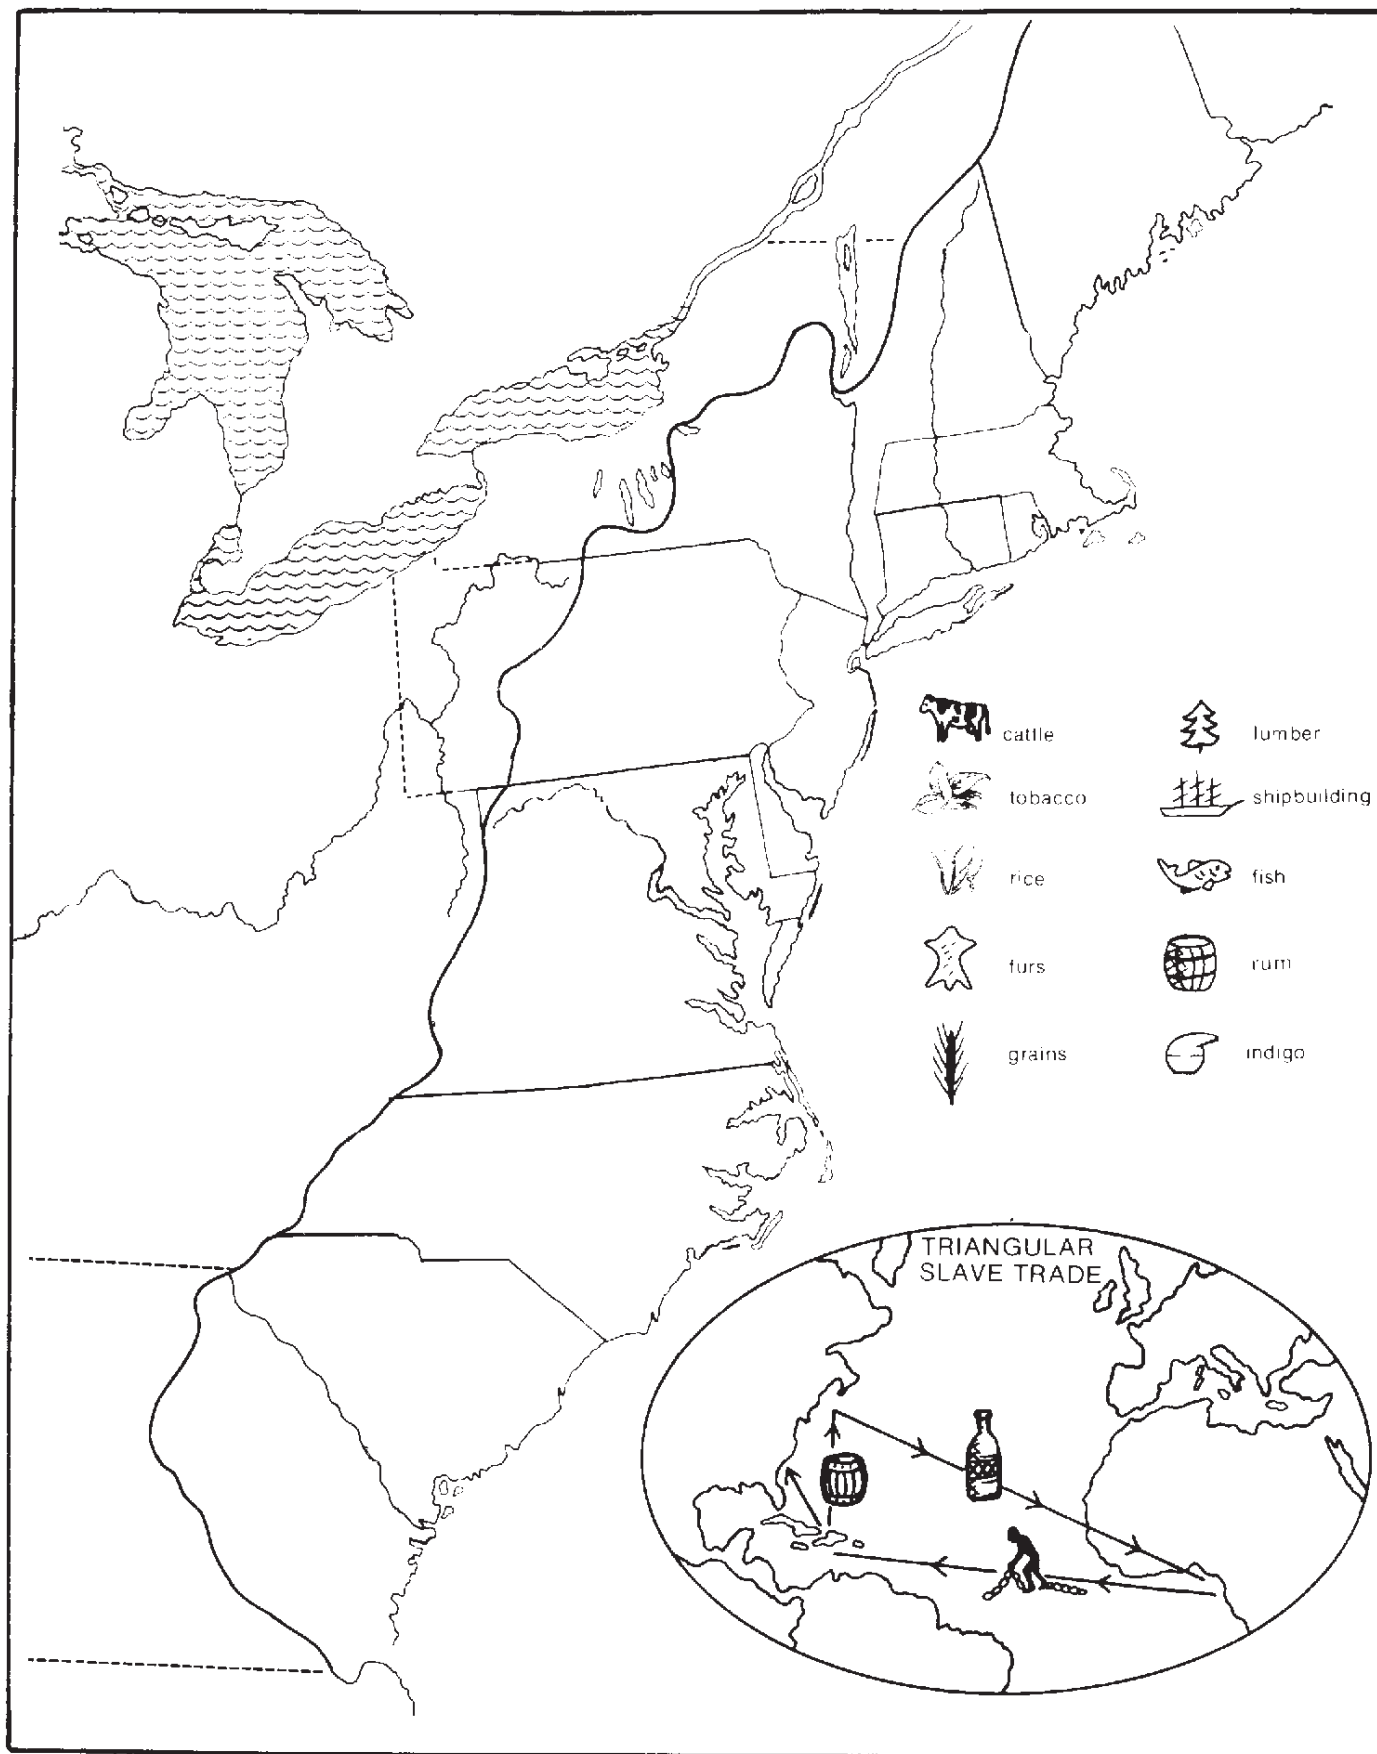 cattle
lumber
tobacco
shipbuilding
rice
fish
furs
rum
grains
indigo
TRIANGULAR
SLAVE TRADE